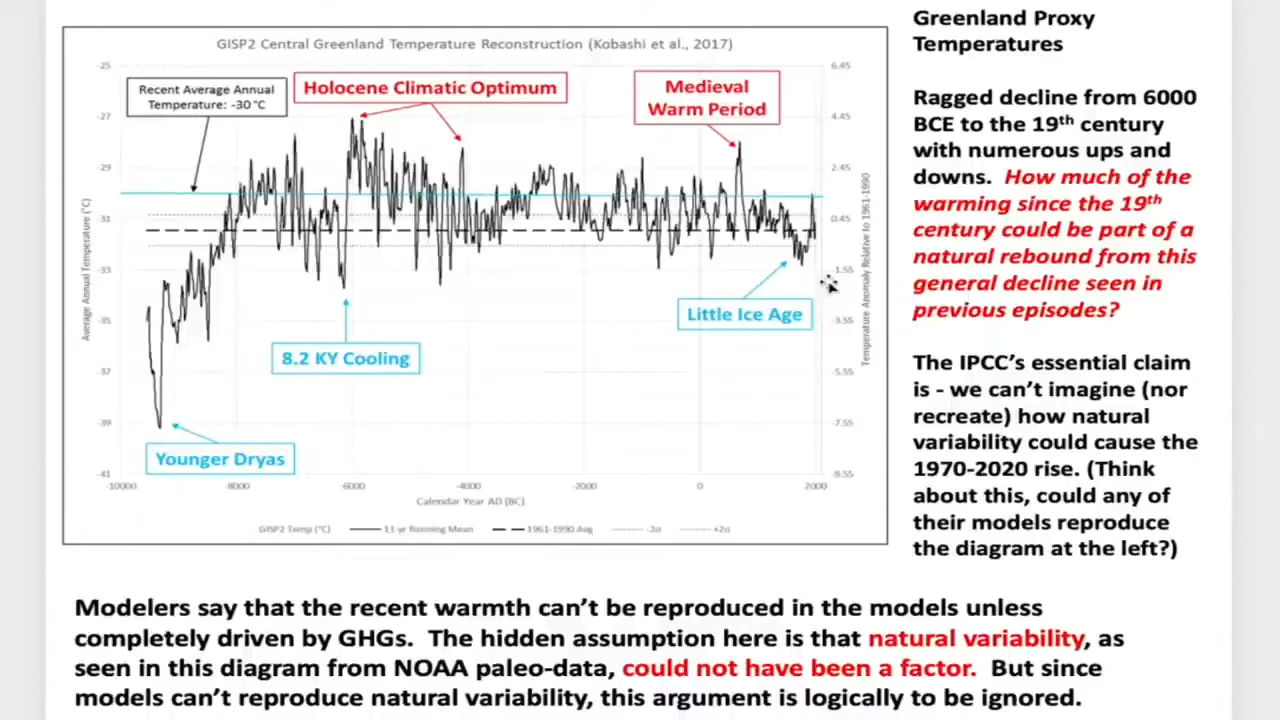 GISP2 Central Greenland Temperature Reconstruction (Kobashi et al., 2017)
-25
-27
-29
-31
-33
-35
-37
-39
-41
Average Annual Temperature (°C)
Recent Average Annual
Temperature: -30 °C
Holocene Climatic Optimum
Medieval
Warm Period
8.2 KY Cooling
Little Ice Age
Younger Dryas
6.45
4.45
2.45
0.45
-1.55
-3.55
-5.55
-7.55
-9.55
Temperature Anomaly Relative to 1961-1990
-10000
-8000
-6000
-4000
-2000
0
2000
Calendar Year AD (BC)
GISP2 Temp (°C)
11-yr Running Mean
1961-1990 Avg
-2σ
+2σ
Greenland Proxy
Temperatures
Ragged decline from 6000
BCE to the 19th century
with numerous ups and
downs. How much of the
warming since the 19th
century could be part of a
natural rebound from this
general decline seen in
previous episodes?
The IPCC's essential claim
is - we can't imagine (nor
recreate) how natural
variability could cause the
1970-2020 rise. (Think
about this, could any of
their models reproduce
the diagram at the left?)
Modelers say that the recent warmth can't be reproduced in the models unless
completely driven by GHGs. The hidden assumption here is that natural variability, as
seen in this diagram from NOAA paleo-data, could not have been a factor. But since
models can't reproduce natural variability, this argument is logically to be ignored.